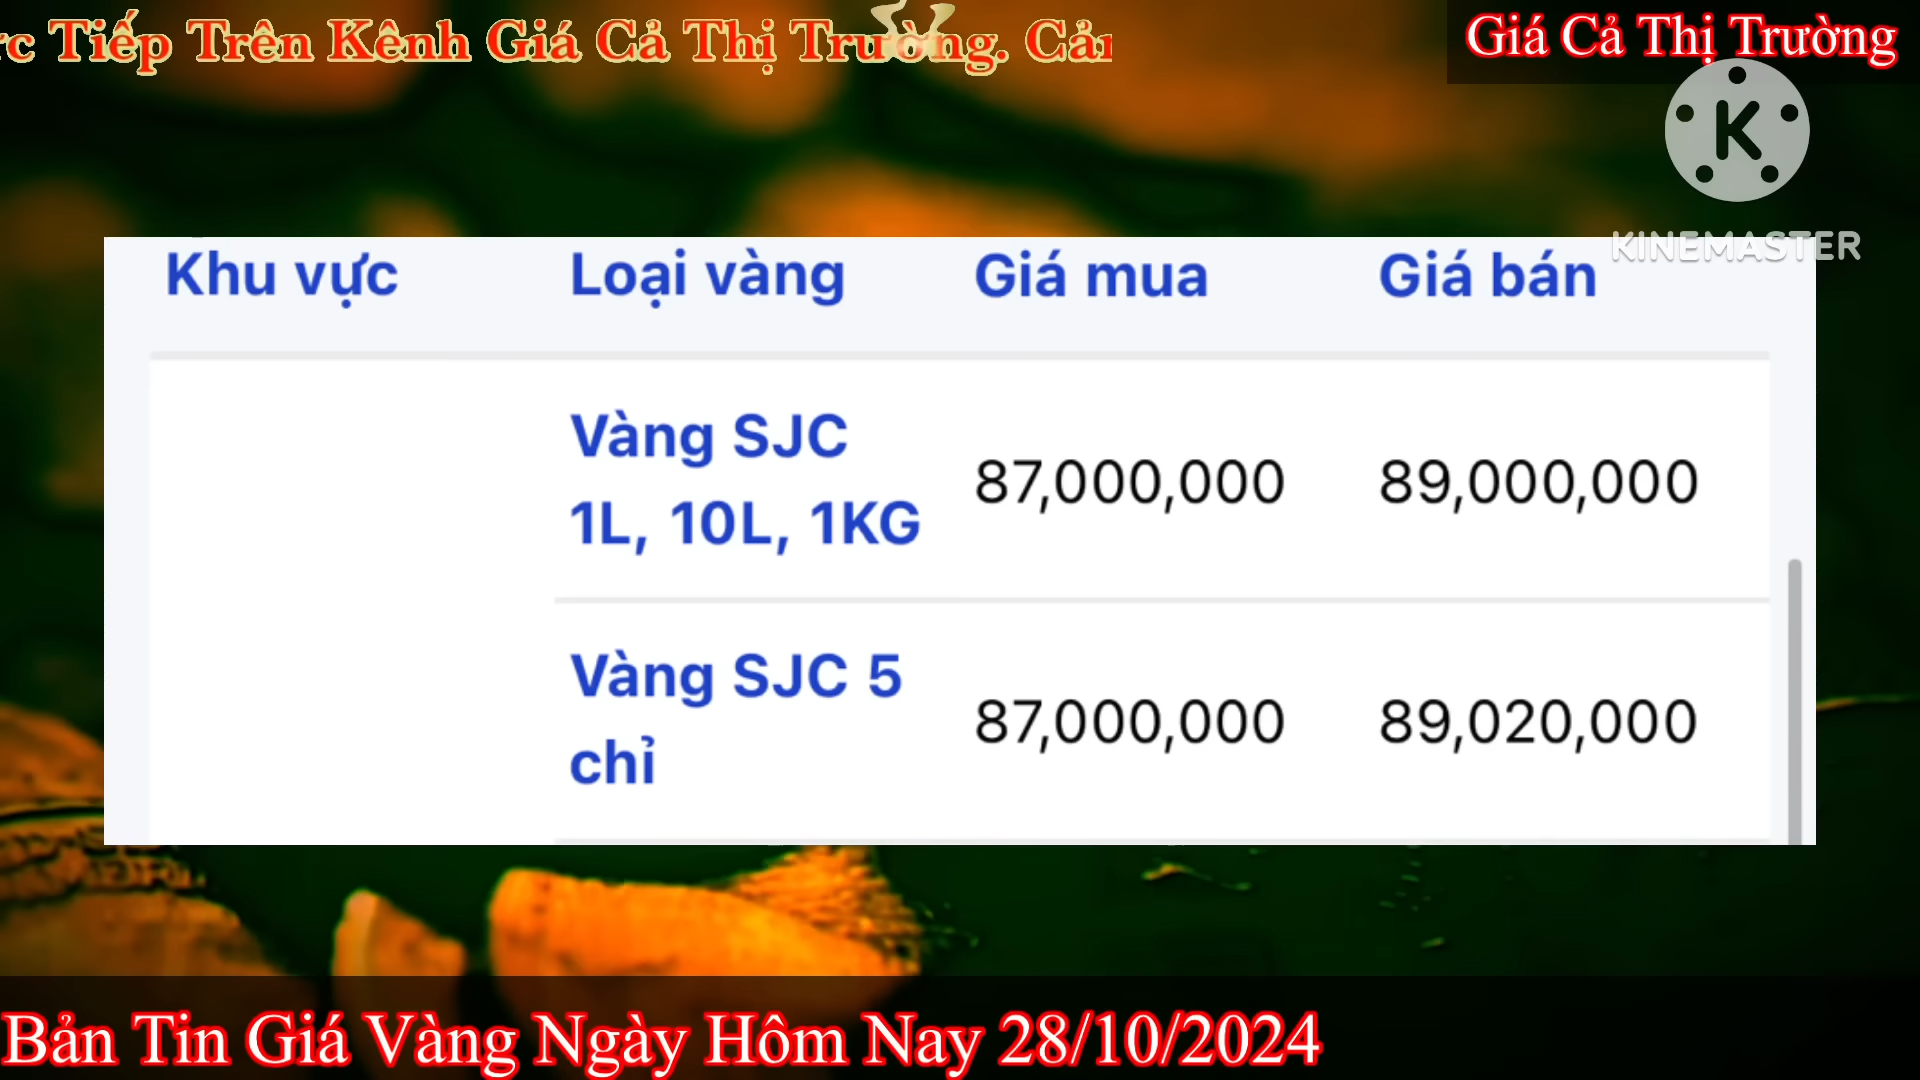 Tiếp Trên Kênh Giá Cả Thị Trường.
Giá Cả Thị Trường
K
KINEMASTER
Khu vực Loại vàng Giá mua Giá bán
Vàng SJC
1L, 10L, 1KG 87,000,000 89,000,000
Vàng SJC 5
chỉ 87,000,000 89,020,000
Bản Tin Giá Vàng Ngày Hôm Nay 28/10/2024